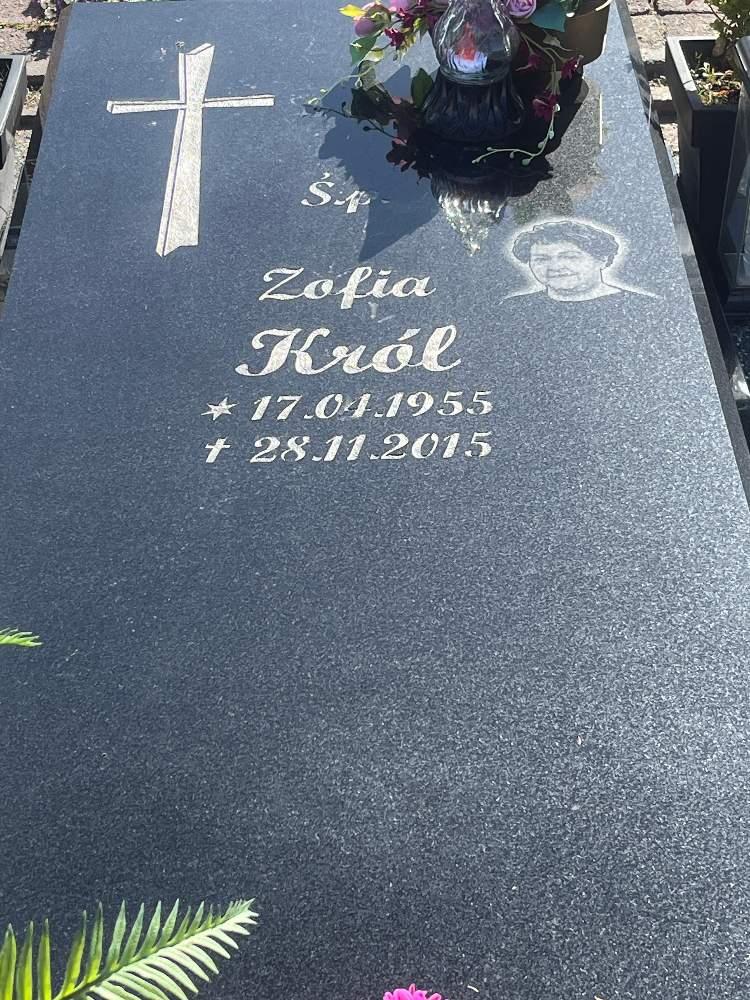 Ś.p.
Zofia
Król
* 17.04.1955
✝ 28.11.2015